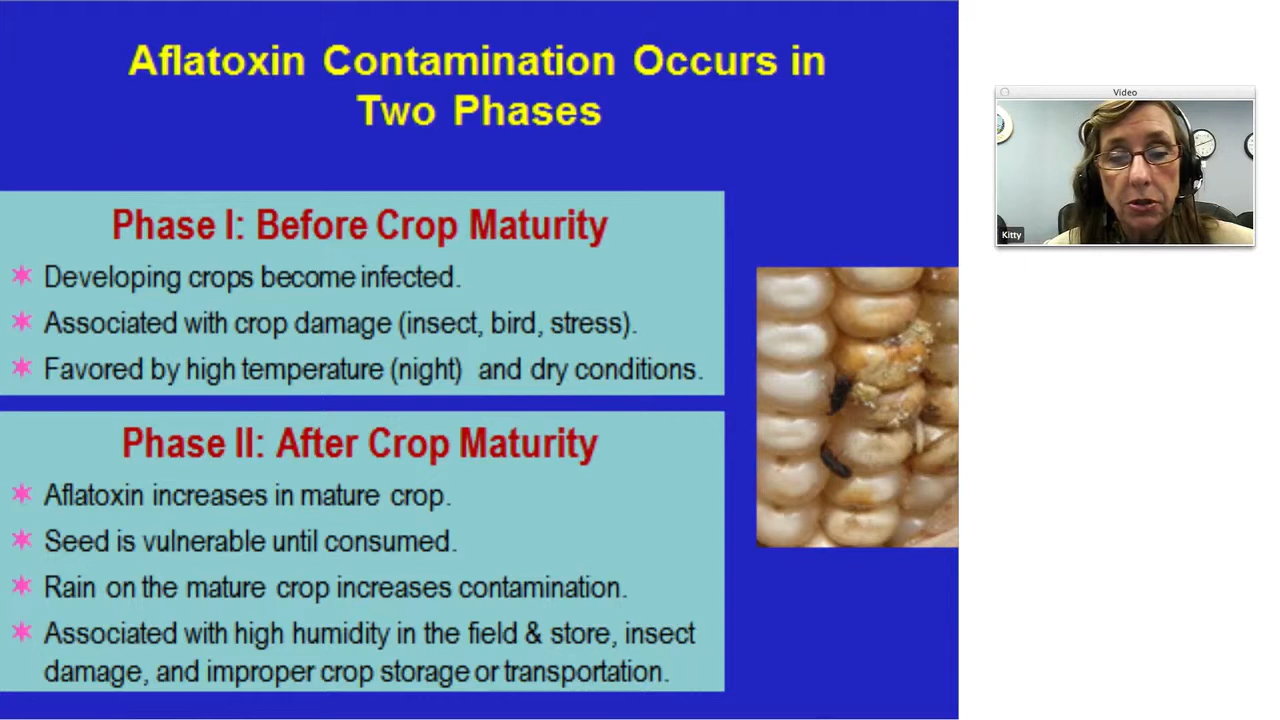 Aflatoxin Contamination Occurs in
Two Phases
Phase I: Before Crop Maturity
Developing crops become infected.
Associated with crop damage (insect, bird, stress).
Favored by high temperature (night) and dry conditions.
Phase II: After Crop Maturity
Aflatoxin increases in mature crop.
Seed is vulnerable until consumed.
Rain on the mature crop increases contamination.
Associated with high humidity in the field & store, insect
damage, and improper crop storage or transportation.
Video
Kitty